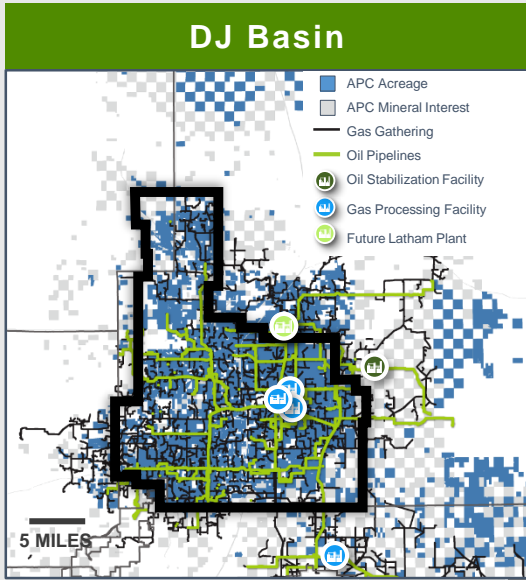 DJ Basin
APC Acreage
APC Mineral Interest
Gas Gathering
Oil Pipelines
Oil Stabilization Facility
Gas Processing Facility
Future Latham Plant
5 MILES